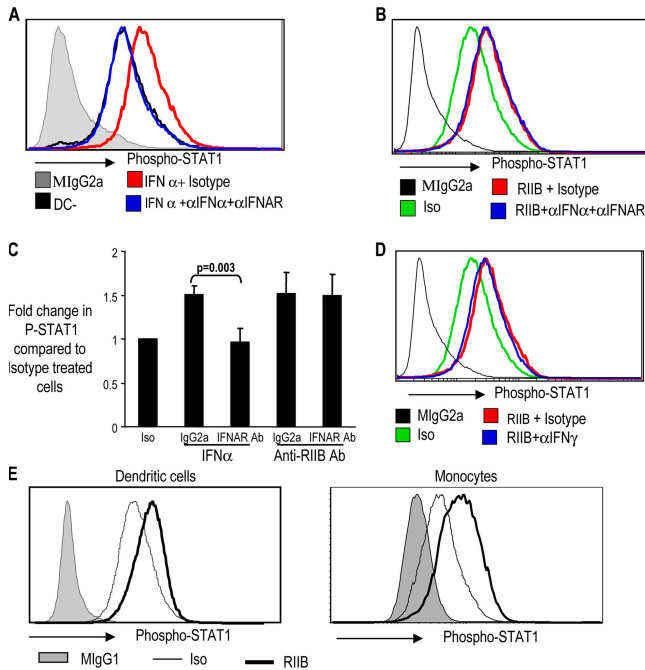 A
Phospho-STAT1
MIgG2a
IFN α+ Isotype
DC-
IFN α +αIFNα+αIFNAR
B
Phospho-STAT1
MIgG2a
RIIB + Isotype
Iso
RIIB+αIFNα+αIFNAR
C
Fold change in
P-STAT1
compared to
Isotype treated
cells
2
1.5
1
0.5
0
p=0.003
Iso
IgG2a
IFNAR Ab
IgG2a
IFNAR Ab
IFNα
Anti-RIIB Ab
D
Phospho-STAT1
MIgG2a
RIIB + Isotype
Iso
RIIB+αIFNγ
E
Dendritic cells
Monocytes
Phospho-STAT1
Phospho-STAT1
MIgG1
Iso
RIIB